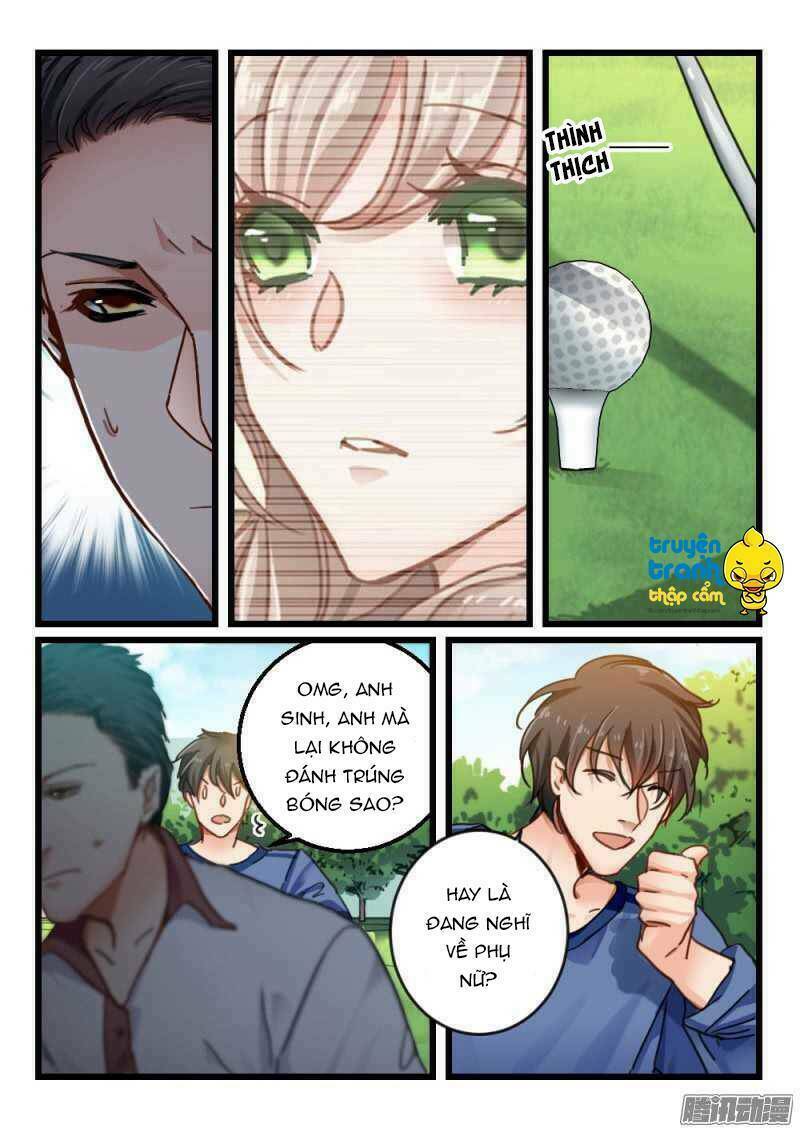 THÌNH
THỊCH
truyện
tranh
thập cẩm
OMG, ANH
SINH, ANH MÀ
LẠI KHÔNG
ĐÁNH TRÚNG
BÓNG SAO?
HAY LÀ
ĐANG NGHĨ
VỀ PHỤ
NỮ?
腾讯动漫